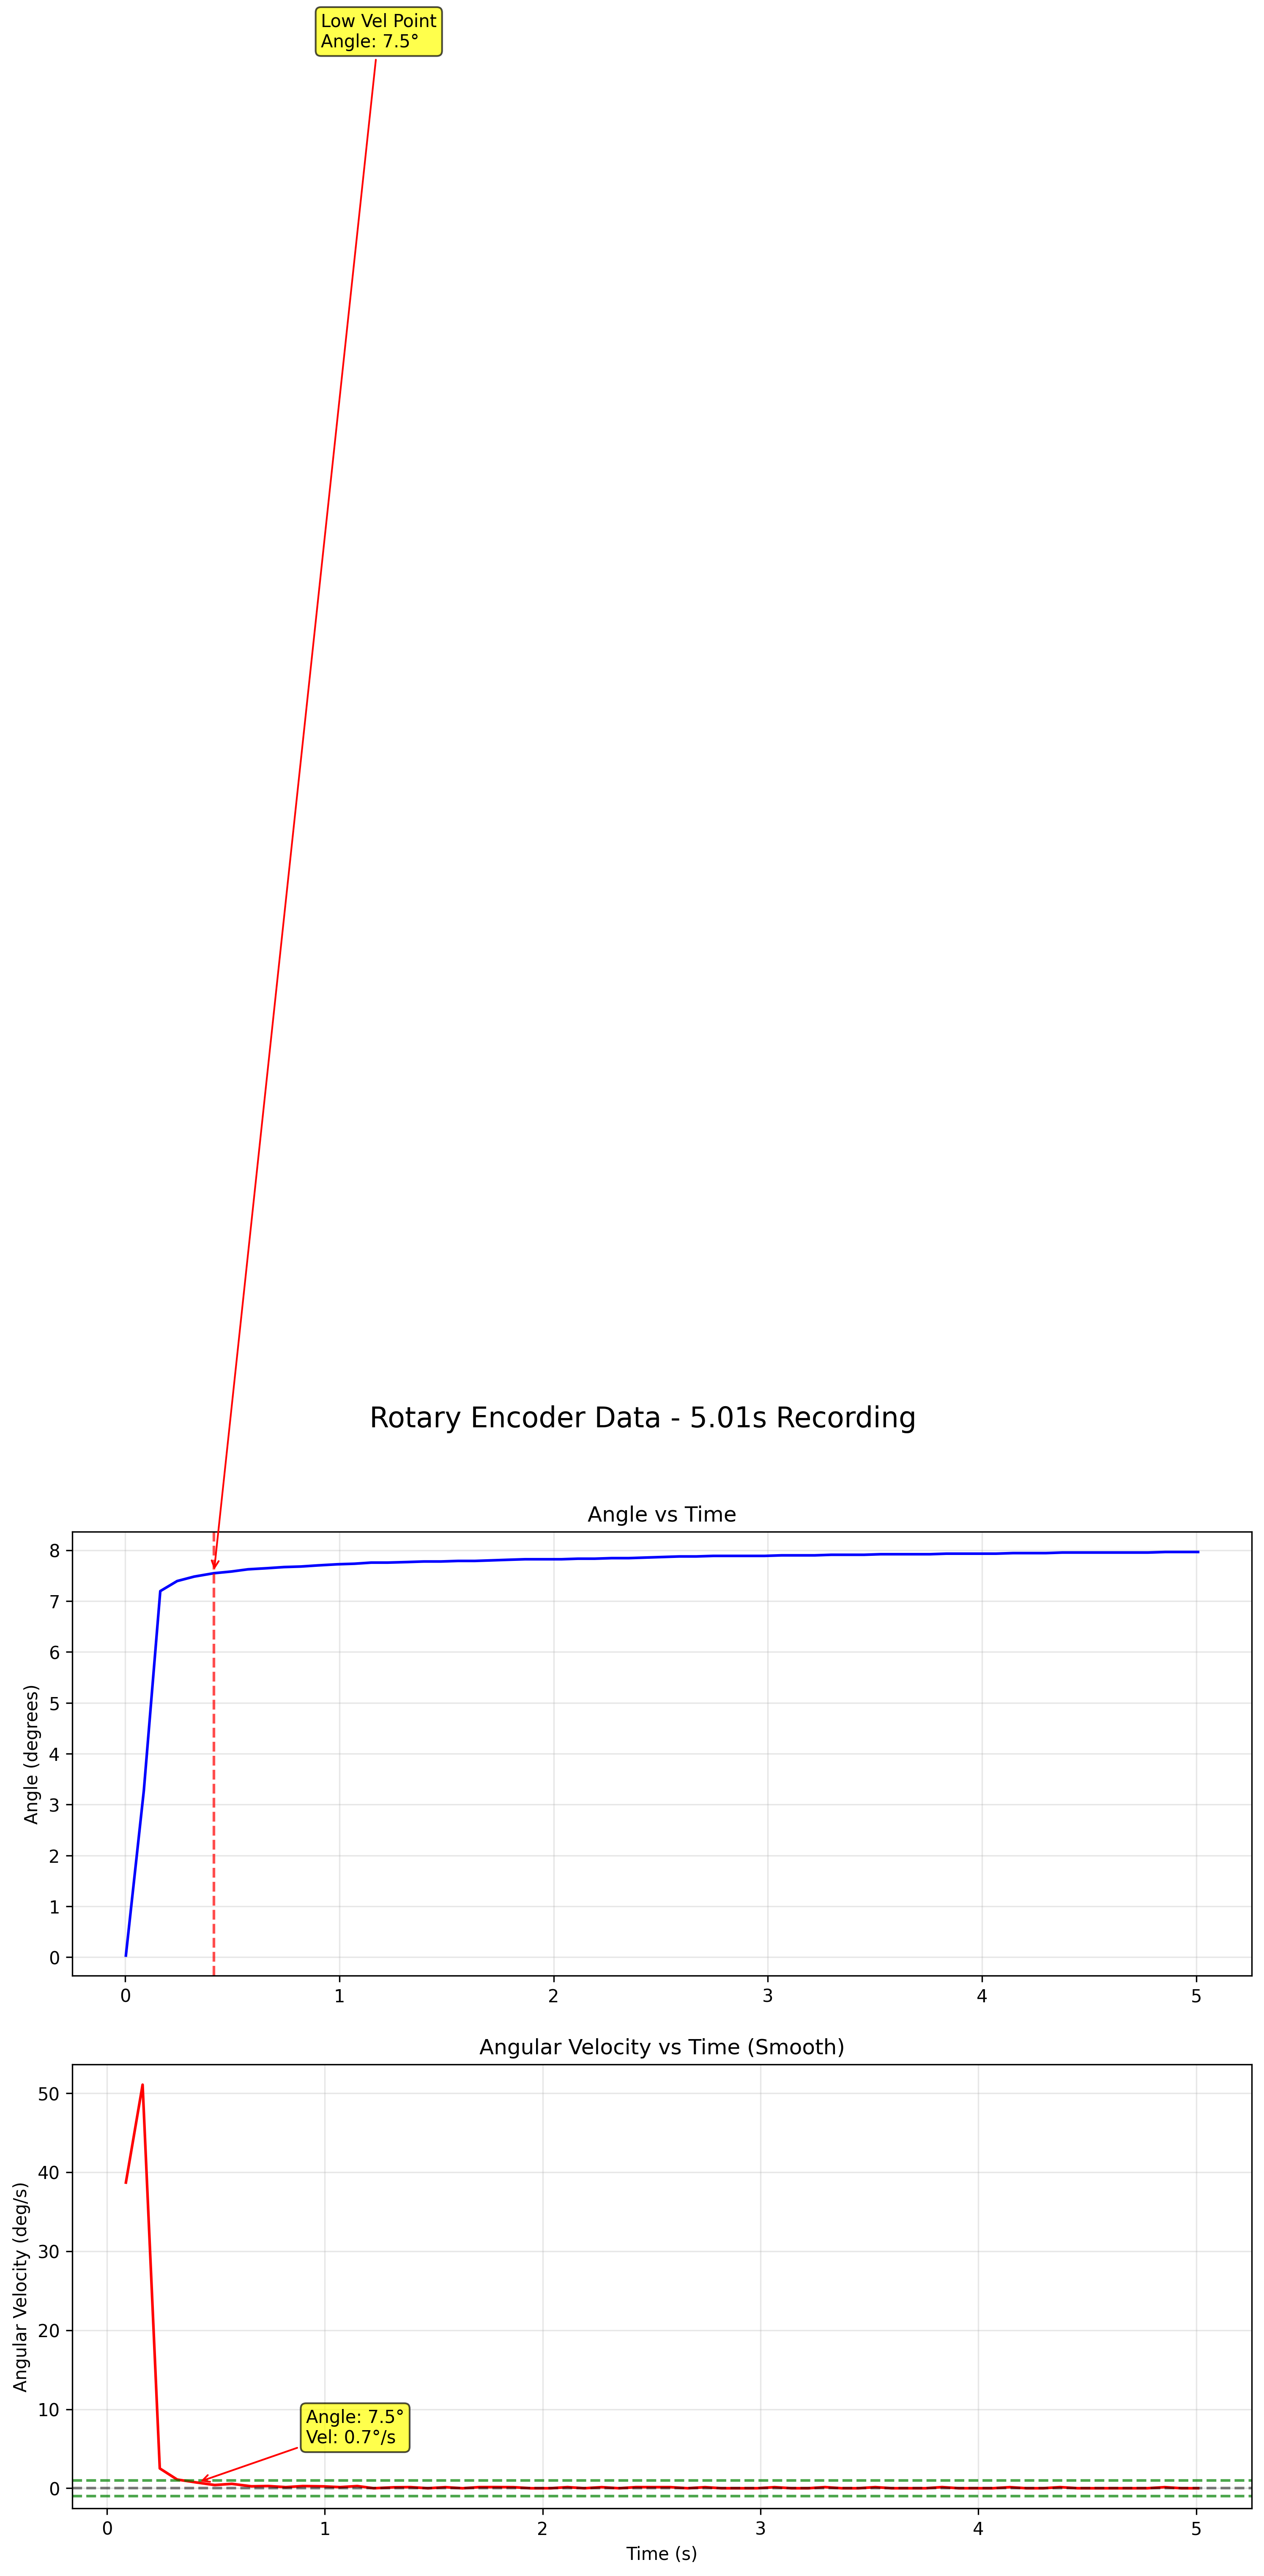 Low Vel Point
Angle: 7.5°
Rotary Encoder Data - 5.01s Recording
Angle vs Time
Angle (degrees)
8
7
6
5
4
3
2
1
0
0 1 2 3 4 5
Angular Velocity vs Time (Smooth)
Angular Velocity (deg/s)
50
40
30
20
10
0
Angle: 7.5°
Vel: 0.7°/s
0 1 2 3 4 5
Time (s)